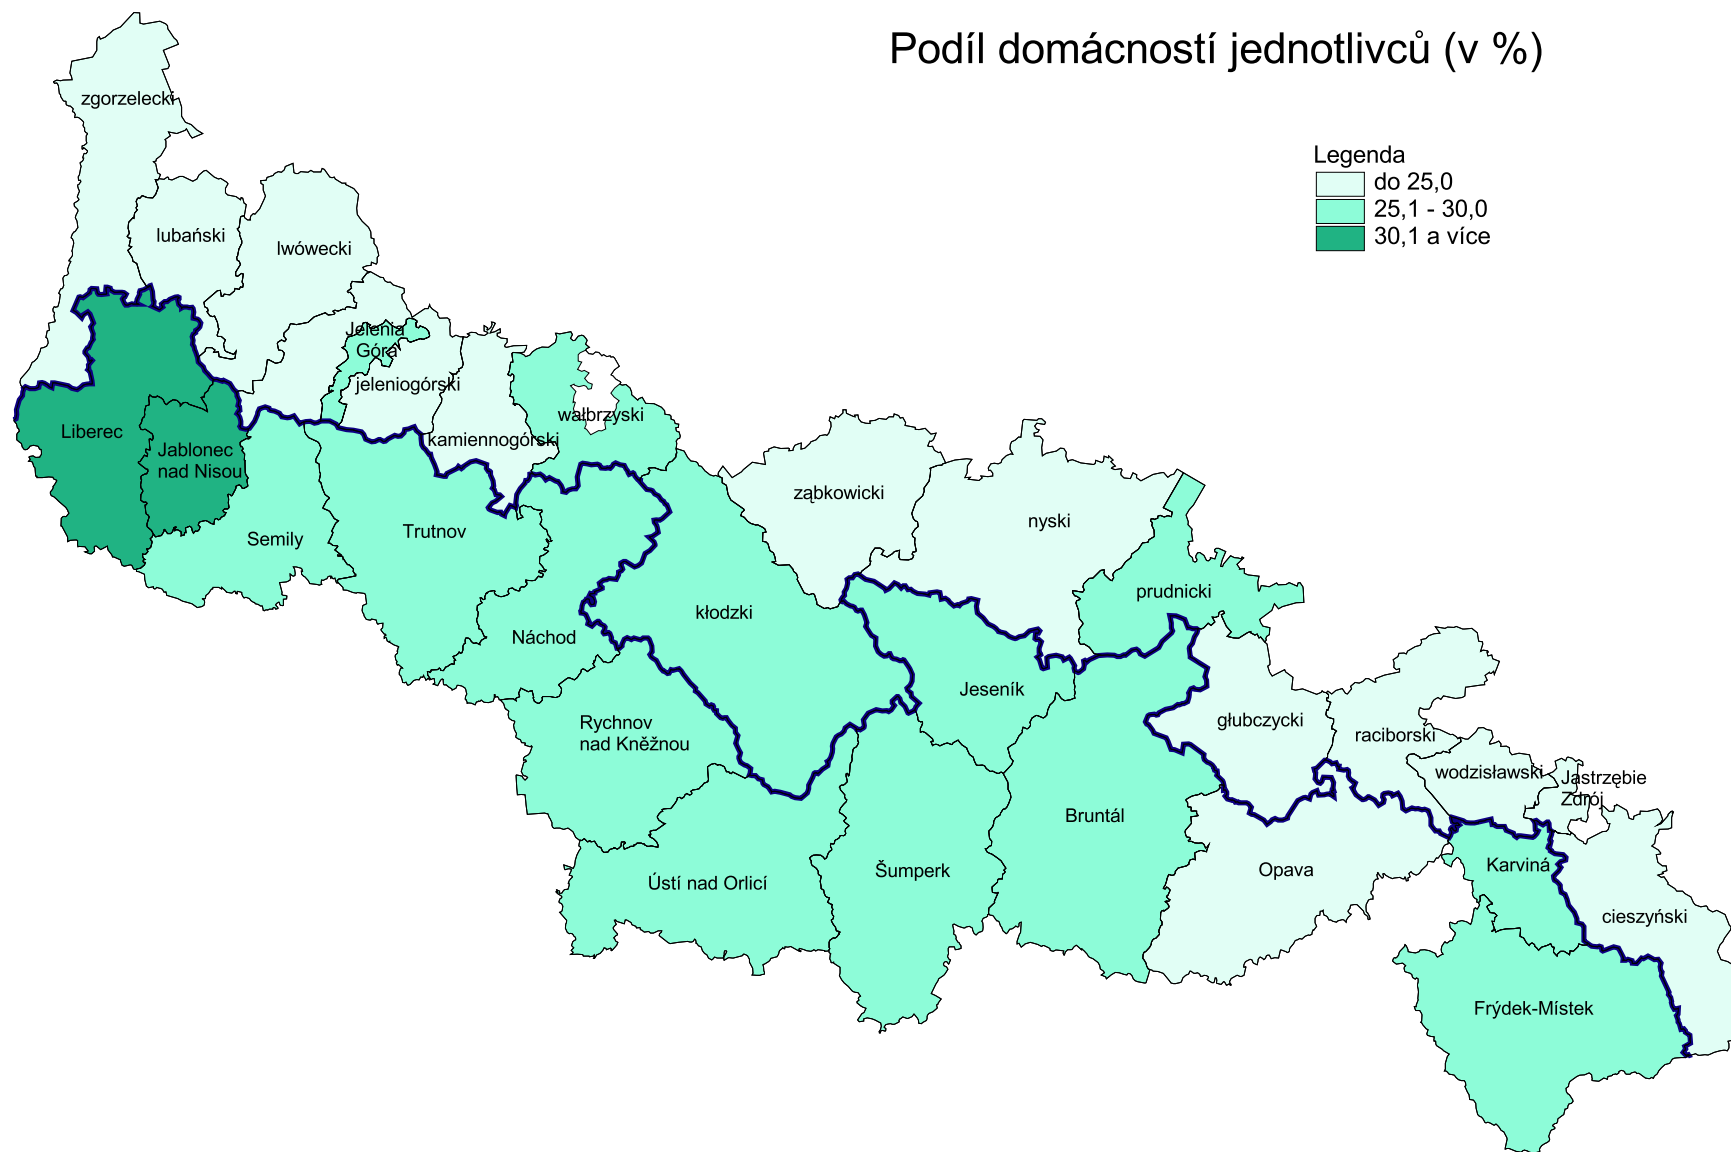 Podíl domácností jednotlivců (v %)
zgorzelecki
Legenda
do 25,0
25,1 - 30,0
30,1 a více
lubański
lwówecki
Jelenia
Góra
jeleniogórski
wałbrzyski
Liberec
kamiennogórski
Jablonec
nad Nisou
ząbkowicki
nyski
Trutnov
Semily
prudnicki
kłodzki
Náchod
Jeseník
Rychnov
nad Kněžnou
głubczycki
raciborski
wodzisławski
Jastrzębie
Zdrój
Bruntál
Karviná
Šumperk
Opava
Ústí nad Orlicí
cieszyński
Frýdek-Místek